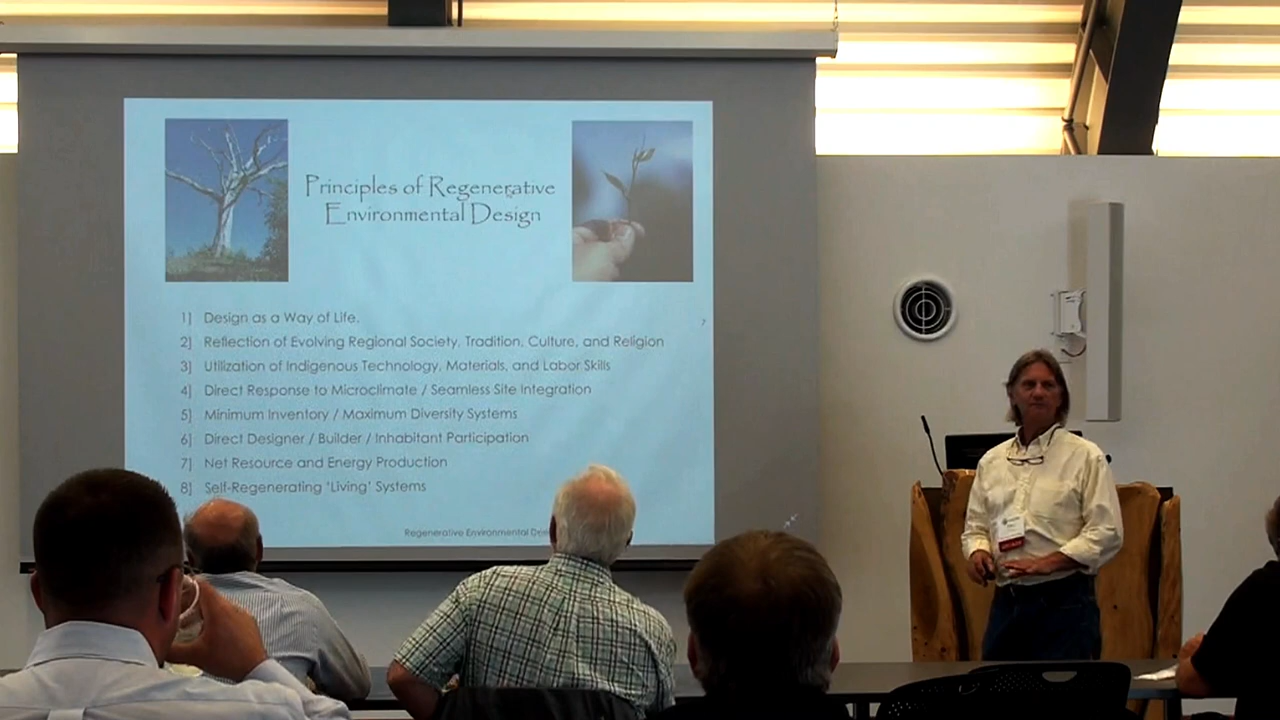 Principles of Regenerative
Environmental Design
1] Design as a Way of Life.
7
2] Reflection of Evolving Regional Society, Tradition, Culture, and Religion
3] Utilization of Indigenous Technology, Materials, and Labor Skills
4] Direct Response to Microclimate / Seamless Site Integration
5] Minimum Inventory / Maximum Diversity Systems
6] Direct Designer / Builder / Inhabitant Participation
7] Net Resource and Energy Production
8] Self-Regenerating 'Living' Systems
Regenerative Environmental